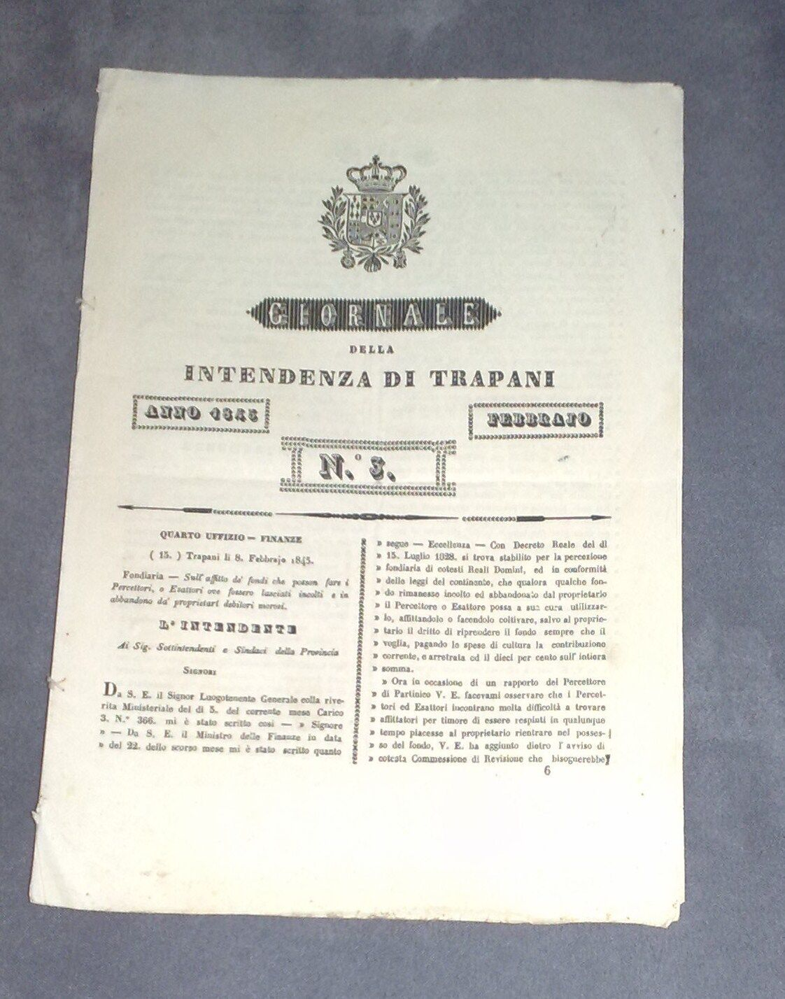 GIORNALE
DELLA
INTENDENZA DI TRAPANI
ANNO 1845
FEBBRAJO
N.° 3.
QUARTO UFFIZIO — FINANZE
( 15. ) Trapani li 8. Febbrajo 1845.
Fondiaria — Sull' affitto de' fondi che posson fare i
Percettori, o Esattori ove fossero lasciati incolti e in
abbandono da' proprietarî debitori morosi.
L' INTENDENTE
Ai Sig. Sottintendenti e Sindaci della Provincia
SIGNORI
Da S. E. il Signor Luogotenente Generale colla rive-
rita Ministeriale del dì 5. del corrente mese Carico
3. N.° 366. mi è stato scritto così — » Signore
» — Da S. E. il Ministro delle Finanze in data
» del 22. dello scorso mese mi è stato scritto quanto
» segue — Eccellenza — Con Decreto Reale del dì
» 15. Luglio 1828. si trova stabilito per la percezione
» fondiaria di cotesti Reali Domini, ed in conformità
» delle leggi del continente, che qualora qualche fon-
» do rimanesse incolto ed abbandonato dal proprietario
» il Percettore o Esattore possa a sua cura utilizzar-
» lo, affittandolo o facendolo coltivare, salvo al proprie-
» tario il dritto di riprendere il fondo sempre che il
» voglia, pagando le spese di cultura la contribuzione
» corrente, e arretrata ed il dieci per cento sull' intiera
» somma.
» Ora in occasione di un rapporto del Percettore
» di Partinico V. E. facevami osservare che i Percet-
» tori ed Esattori incontrano molta difficoltà a trovare
» affittatori per timore di essere respinti in qualunque
» tempo piacesse al proprietario rientrare nel posses-
» so del fondo, V. E. ha aggiunto dietro l' avviso di
» cotesta Commessione di Revisione che bisognerebbe
6